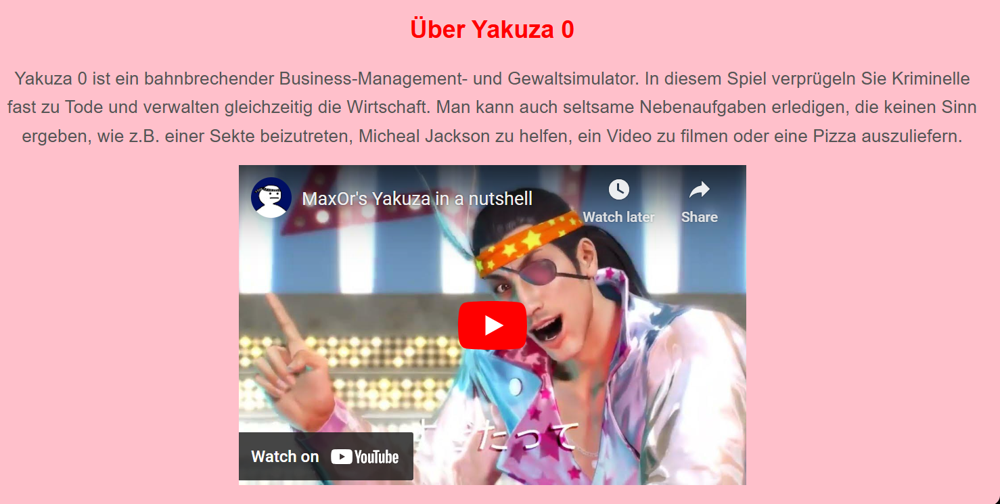 Über Yakuza 0
Yakuza 0 ist ein bahnbrechender Business-Management- und Gewaltsimulator. In diesem Spiel verprügeln Sie Kriminelle
fast zu Tode und verwalten gleichzeitig die Wirtschaft. Man kann auch seltsame Nebenaufgaben erledigen, die keinen Sinn
ergeben, wie z.B. einer Sekte beizutreten, Micheal Jackson zu helfen, ein Video zu filmen oder eine Pizza auszuliefern.
MaxOr's Yakuza in a nutshell
Watch later
Share
たって
Watch on YouTube